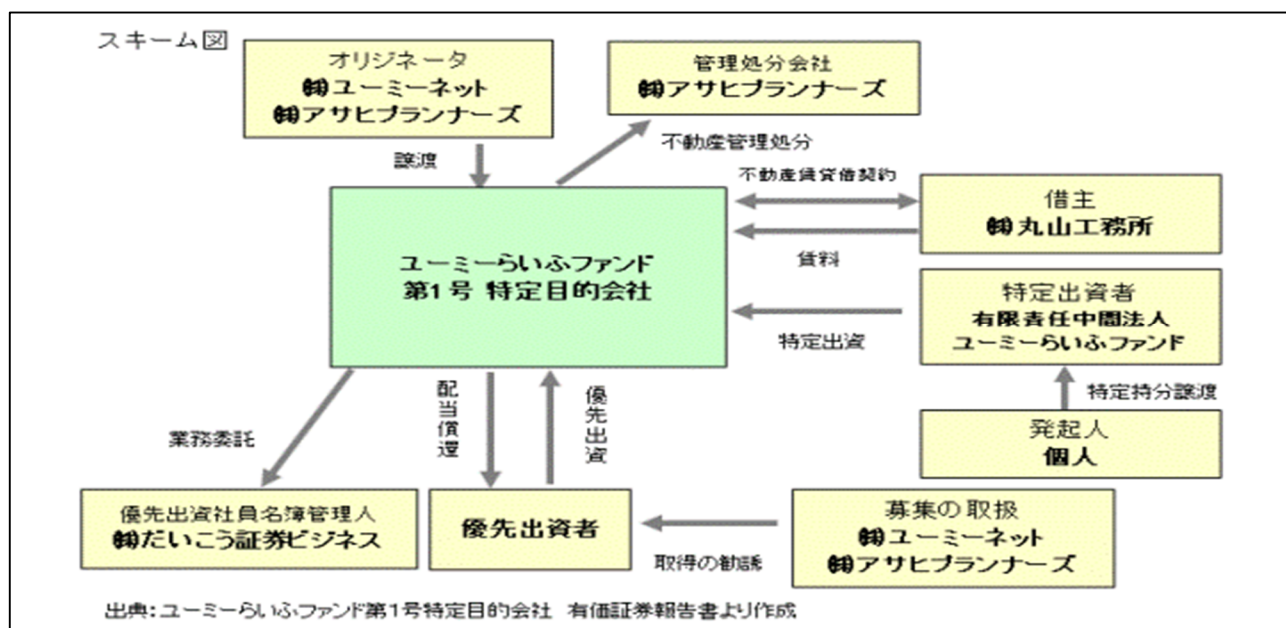 スキーム図
オリジネータ
㈱ユーミーネット
㈱アサヒプランナーズ
管理処分会社
㈱アサヒプランナーズ
譲渡
不動産管理処分
不動産賃貸借契約
借主
㈱丸山工務所
賃料
ユーミーらいふファンド
第1号 特定目的会社
特定出資者
有限責任中間法人
ユーミーらいふファンド
特定出資
特定持分譲渡
発起人
個人
業務委託
配当償還
優先出資
優先出資社員名簿管理人
㈱だいこう証券ビジネス
優先出資者
取得の勧誘
募集の取扱
㈱ユーミーネット
㈱アサヒプランナーズ
出典:ユーミーらいふファンド第1号特定目的会社 有価証券報告書より作成